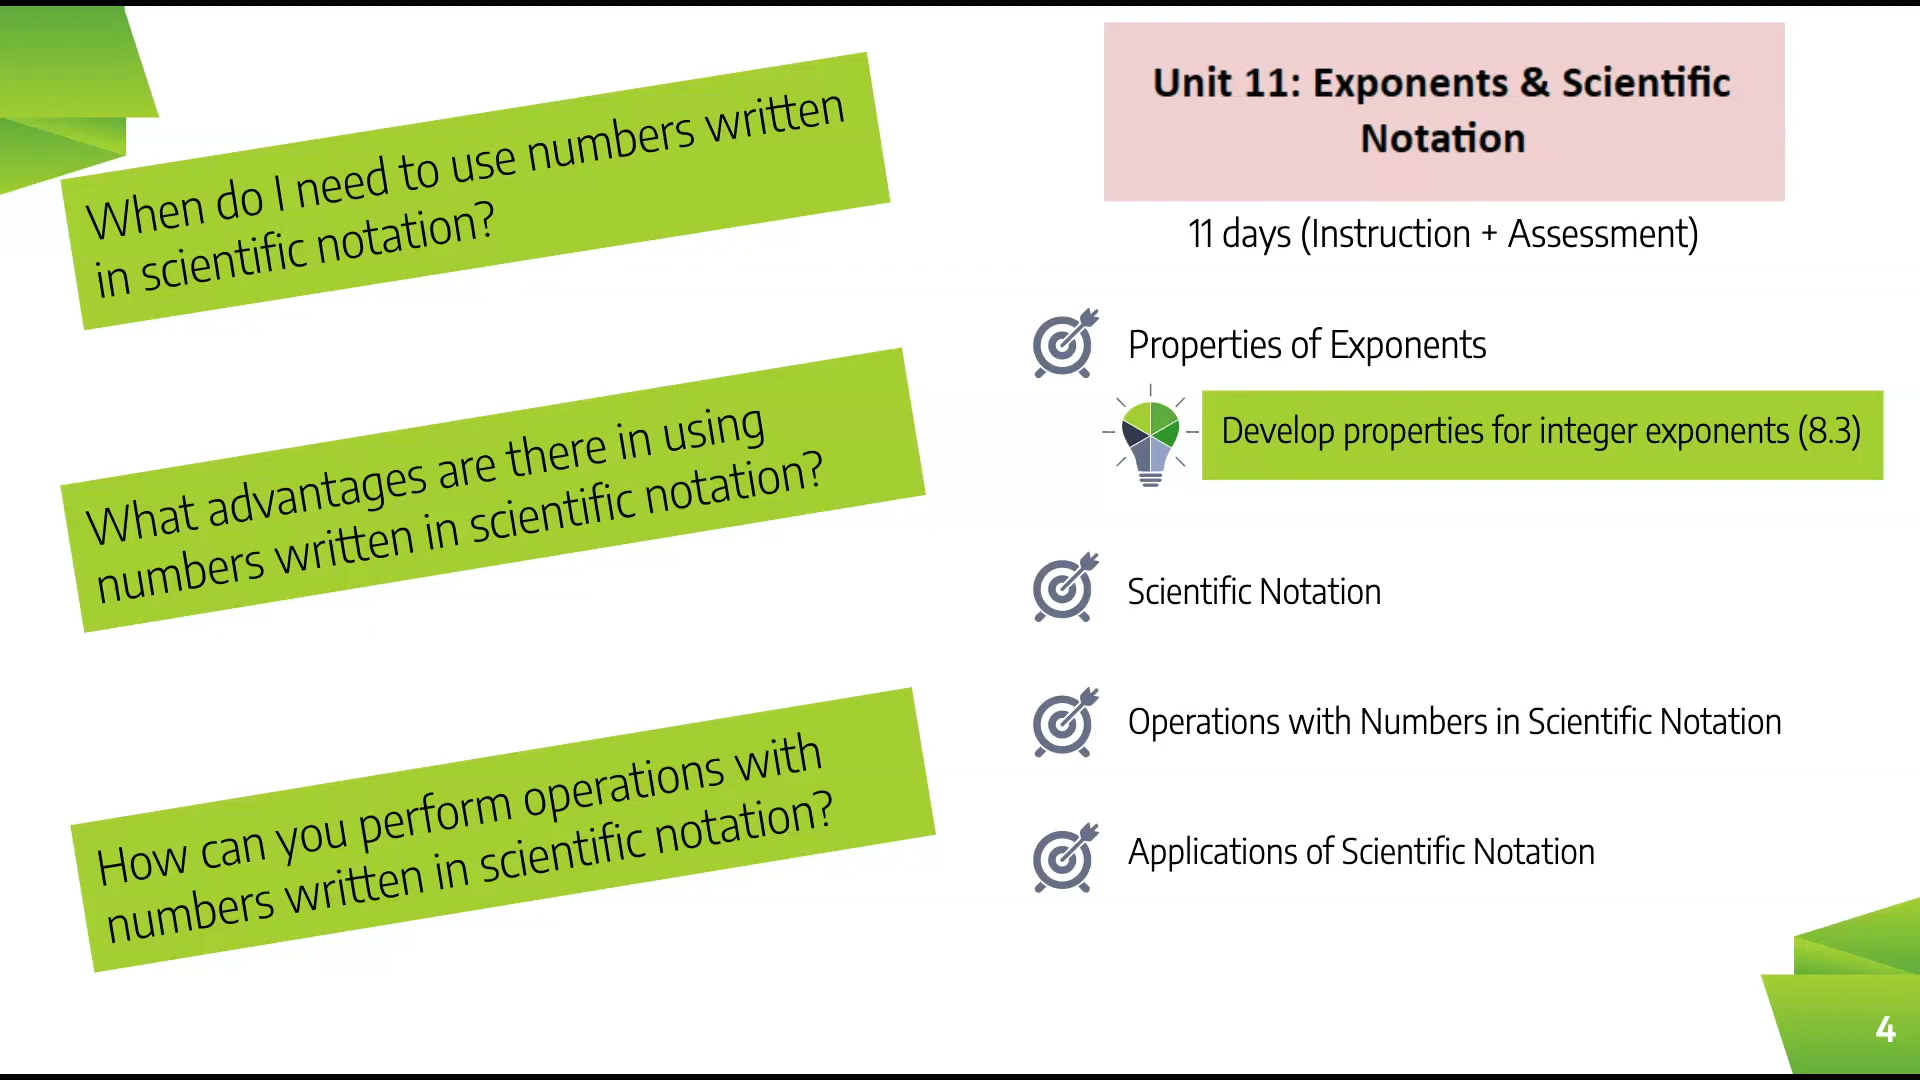 When do I need to use numbers written
in scientific notation?
What advantages are there in using
numbers written in scientific notation?
How can you perform operations with
numbers written in scientific notation?
Unit 11: Exponents & Scientific
Notation
11 days (Instruction + Assessment)
Properties of Exponents
Develop properties for integer exponents (8.3)
Scientific Notation
Operations with Numbers in Scientific Notation
Applications of Scientific Notation
4